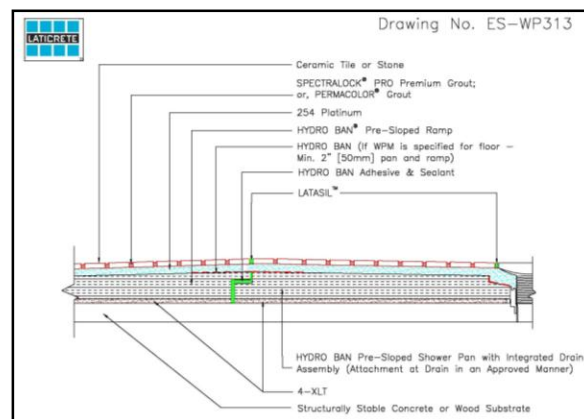 Drawing No. ES-WP313
LATICRETE
Ceramic Tile or Stone
SPECTRALOCK® PRO Premium Grout;
or, PERMACOLOR® Grout
254 Platinum
HYDRO BAN® Pre-Sloped Ramp
HYDRO BAN (If WPM is specified for floor –
Min. 2" [50mm] pan and ramp)
HYDRO BAN Adhesive & Sealant
LATASIL™
HYDRO BAN Pre-Sloped Shower Pan with Integrated Drain
Assembly (Attachment at Drain in an Approved Manner)
4-XLT
Structurally Stable Concrete or Wood Substrate